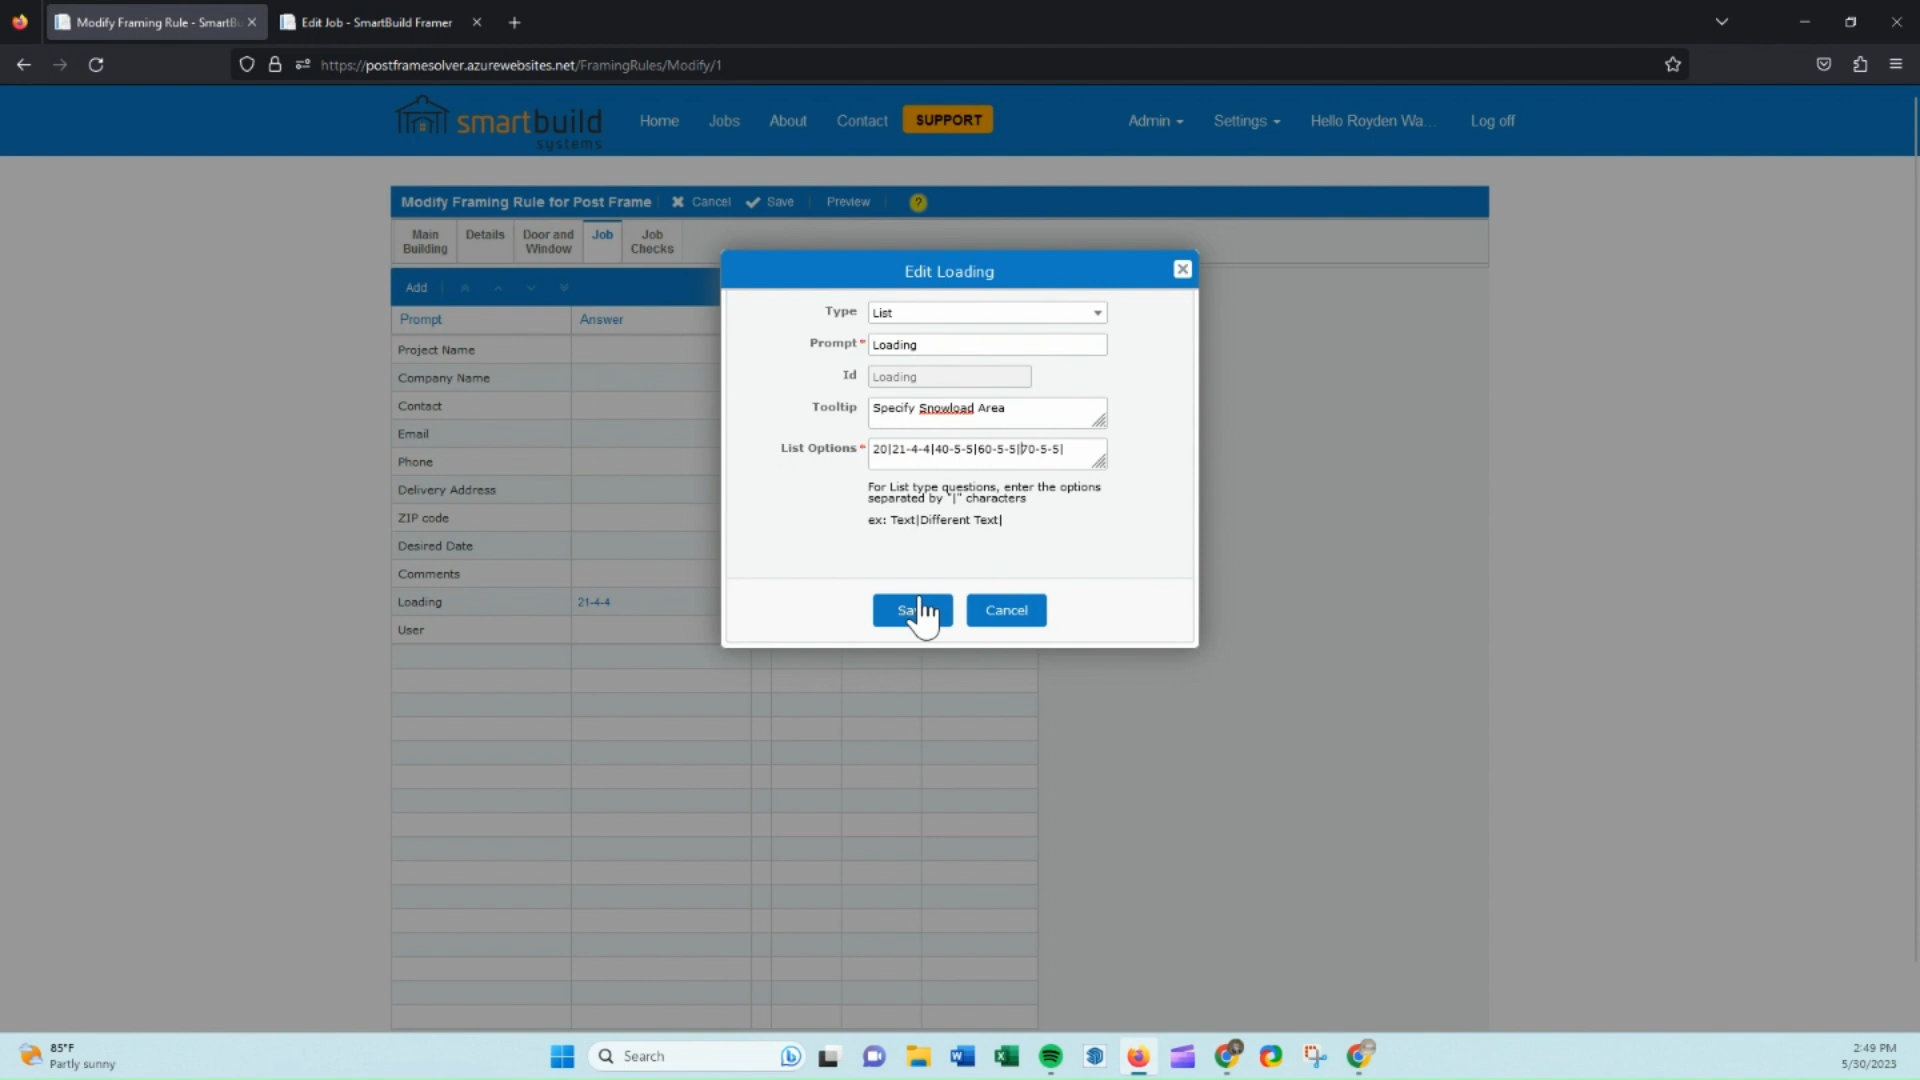 Modify Framing Rule - SmartBu
Edit Job - SmartBuild Framer
https://postframesolver.azurewebsites.net/FramingRules/Modify/1
smartbuild
systems
Home
Jobs
About
Contact
SUPPORT
Admin
Settings
Hello Royden Wa...
Log off
Modify Framing Rule for Post Frame
Cancel
Save
Preview
?
Main
Building
Details
Door and
Window
Job
Job
Checks
Add
Prompt
Answer
Project Name
Company Name
Contact
Email
Phone
Delivery Address
ZIP code
Desired Date
Comments
Loading
21-4-4
User
Edit Loading
Type
List
Prompt*
Loading
Id
Loading
Tooltip
Specify Snowload Area
List Options*
20|21-4-4|40-5-5|60-5-5|70-5-5|
For List type questions, enter the options
separated by "|" characters
ex: Text|Different Text|
Cancel
85°F
Partly sunny
Search
2:49 PM
5/30/2023